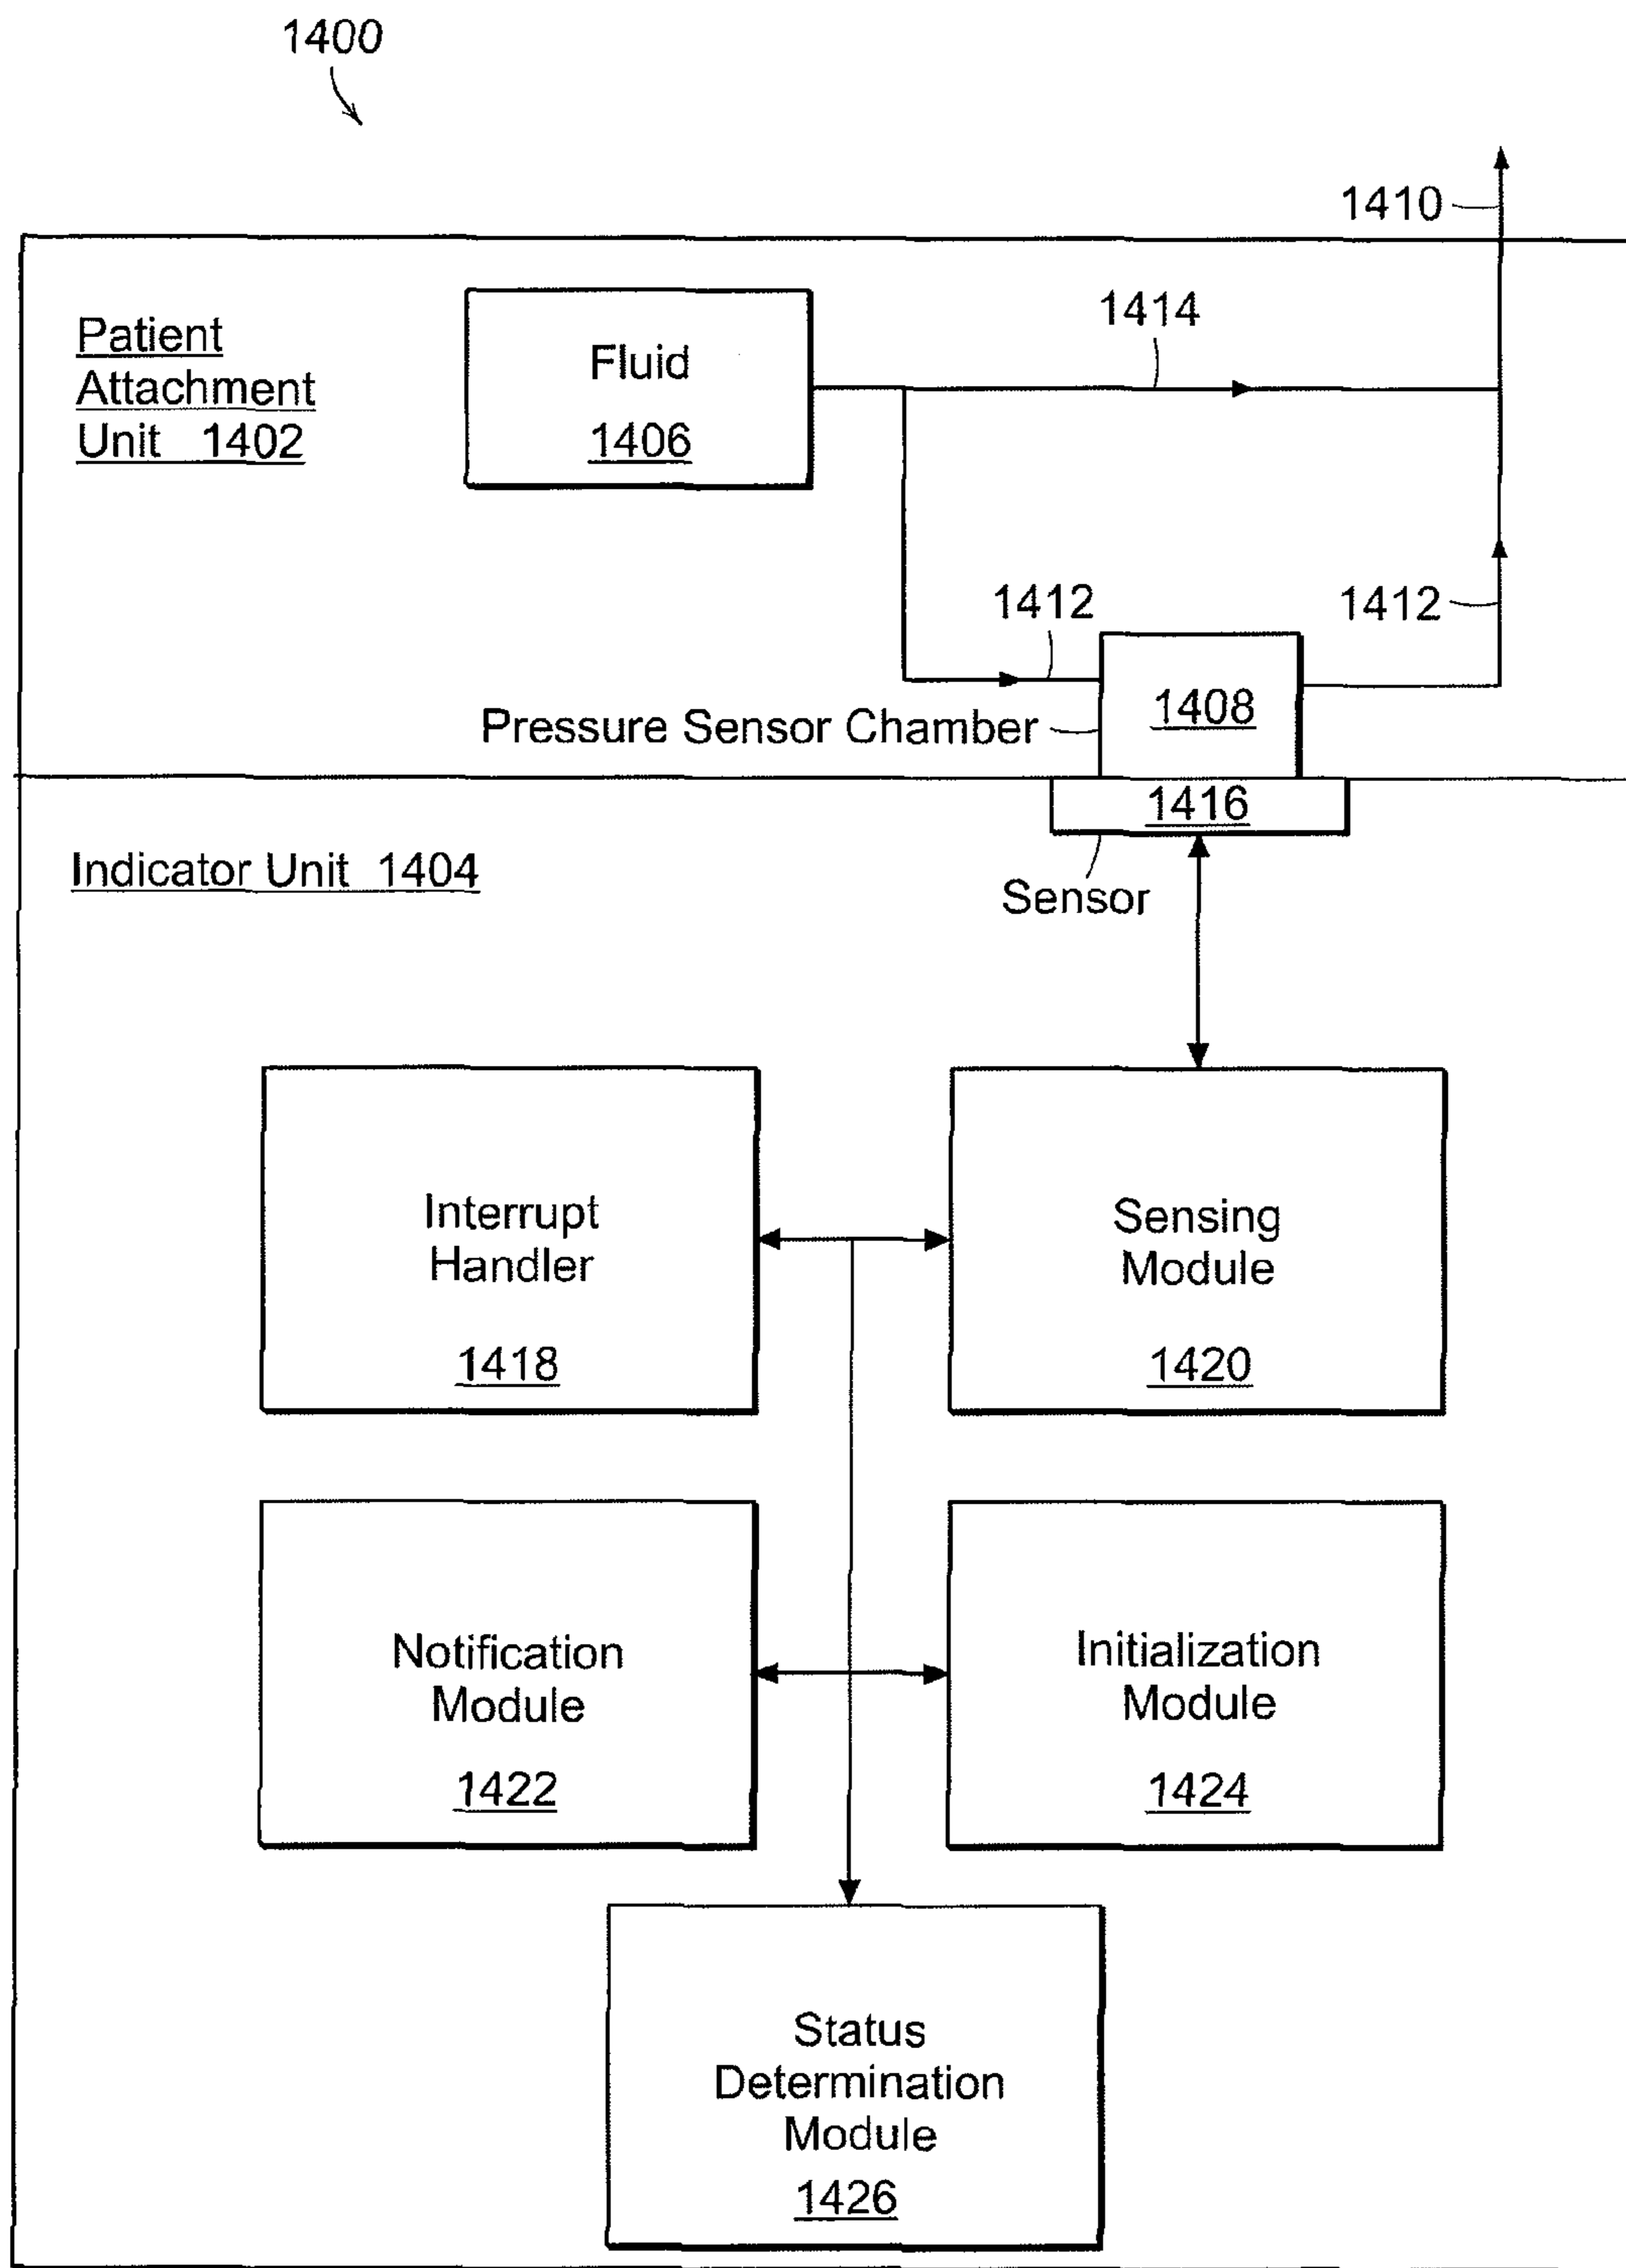 1400
1410
Patient
Attachment
Unit 1402
Fluid
1406
1414
1412
1412
Pressure Sensor Chamber
1408
1416
Indicator Unit 1404
Sensor
Interrupt
Handler
1418
Sensing
Module
1420
Notification
Module
1422
Initialization
Module
1424
Status
Determination
Module
1426